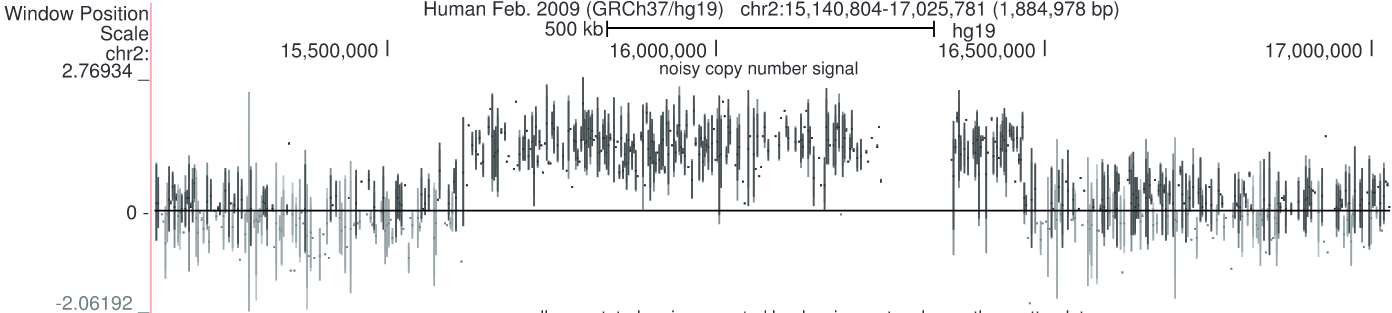 Window Position Human Feb. 2009 (GRCh37/hg19) chr2:15,140,804-17,025,781 (1,884,978 bp)
Scale 500 kb hg19
chr2: 15,500,000 16,000,000 16,500,000 17,000,000
2.76934 _ noisy copy number signal
0 -
-2.06192 _